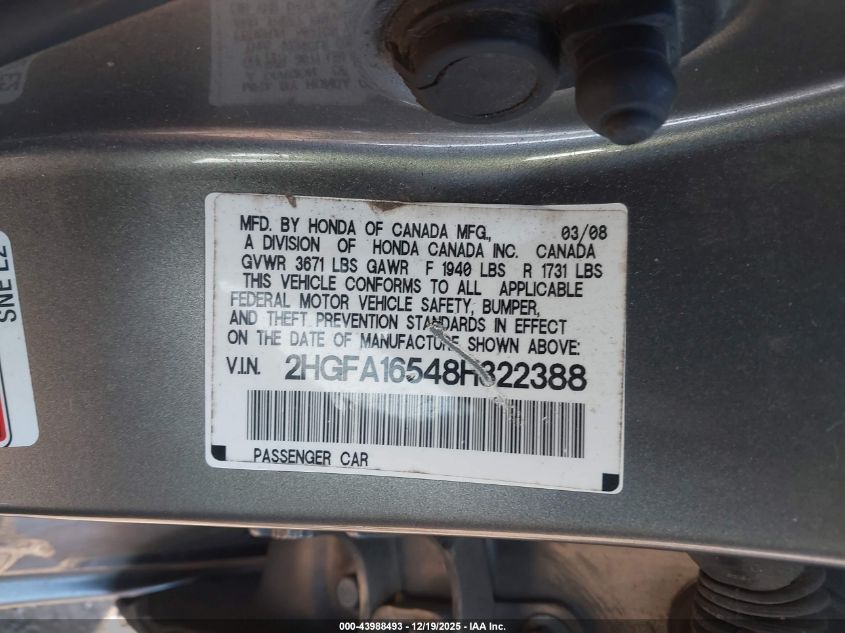 MFD. BY HONDA OF CANADA MFG., 03/08
A DIVISION OF HONDA CANADA INC. CANADA
GVWR 3671 LBS GAWR F 1940 LBS R 1731 LBS
THIS VEHICLE CONFORMS TO ALL APPLICABLE
FEDERAL MOTOR VEHICLE SAFETY, BUMPER,
AND THEFT PREVENTION STANDARDS IN EFFECT
ON THE DATE OF MANUFACTURE SHOWN ABOVE:
V.I.N. 2HGFA16548H322388
PASSENGER CAR
000-43988493 - 12/19/2025 - IAA Inc.